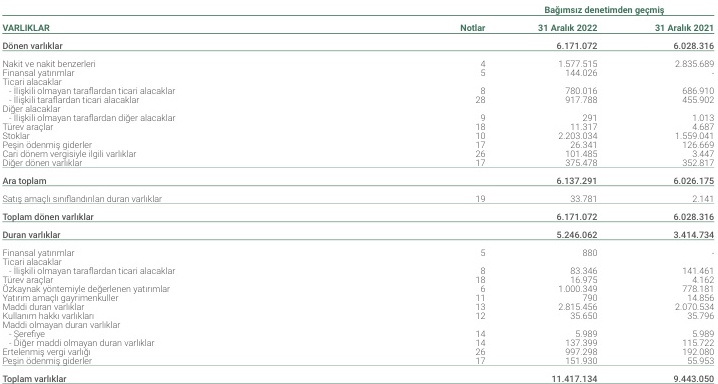 Bağımsız denetimden geçmiş
VARLIKLAR Notlar 31 Aralık 2022 31 Aralık 2021
Dönen varlıklar 6.171.072 6.028.316
Nakit ve nakit benzerleri 4 1.577.515 2.835.689
Finansal yatırımlar 5 144.026 -
Ticari alacaklar
- İlişkili olmayan taraflardan ticari alacaklar 8 780.016 686.910
- İlişkili taraflardan ticari alacaklar 28 917.788 455.902
Diğer alacaklar
- İlişkili olmayan taraflardan diğer alacaklar 9 291 1.013
Türev araçlar 18 11.317 4.687
Stoklar 10 2.203.034 1.559.041
Peşin ödenmiş giderler 17 26.341 126.669
Cari dönem vergisiyle ilgili varlıklar 26 101.485 3.447
Diğer dönen varlıklar 17 375.478 352.817
Ara toplam 6.137.291 6.026.175
Satış amaçlı sınıflandırılan duran varlıklar 19 33.781 2.141
Toplam dönen varlıklar 6.171.072 6.028.316
Duran varlıklar 5.246.062 3.414.734
Finansal yatırımlar 5 880 -
Ticari alacaklar
- İlişkili olmayan taraflardan ticari alacaklar 8 83.346 141.461
Türev araçlar 18 16.975 4.162
Özkaynak yöntemiyle değerlenen yatırımlar 6 1.000.349 778.181
Yatırım amaçlı gayrimenkuller 11 790 14.856
Maddi duran varlıklar 13 2.815.456 2.070.534
Kullanım hakkı varlıkları 12 35.650 35.796
Maddi olmayan duran varlıklar
- Şerefiye 14 5.989 5.989
- Diğer maddi olmayan duran varlıklar 14 137.399 115.722
Ertelenmiş vergi varlığı 26 997.298 192.080
Peşin ödenmiş giderler 17 151.930 55.953
Toplam varlıklar 11.417.134 9.443.050